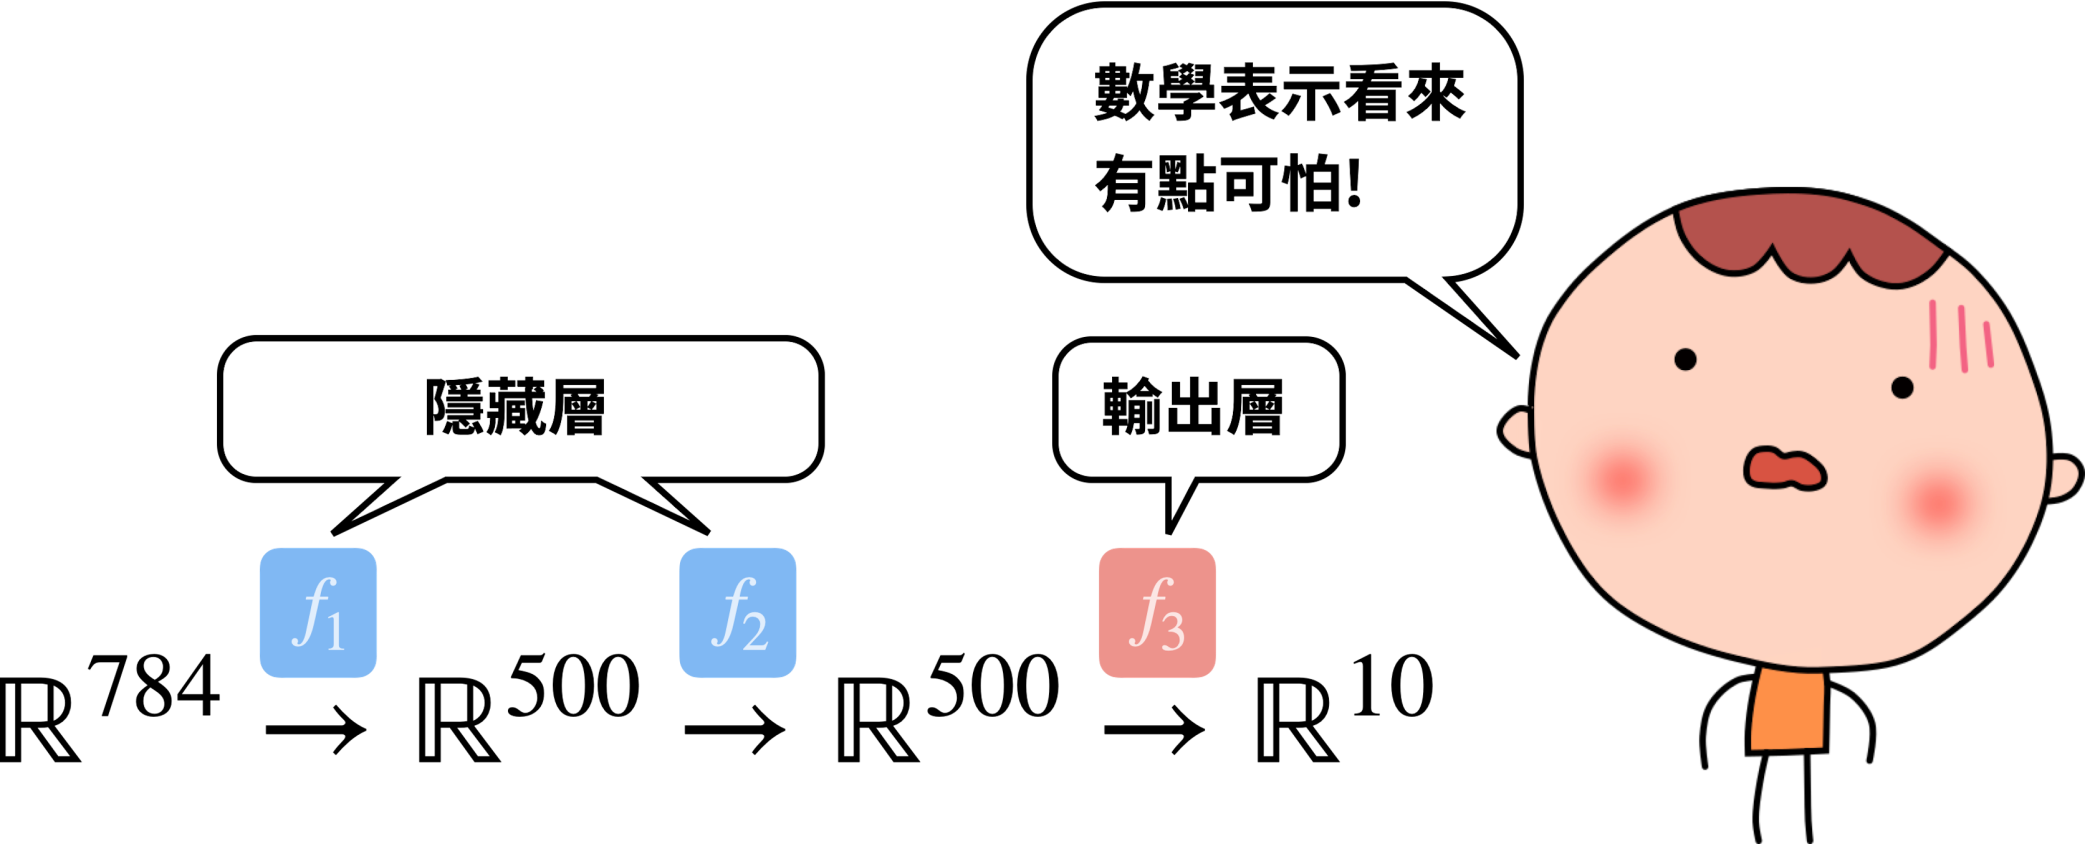 數學表示看來
有點可怕!
隱藏層
輸出層
f₁ f₂ f₃
ℝ⁷⁸⁴ → ℝ⁵⁰⁰ → ℝ⁵⁰⁰ → ℝ¹⁰